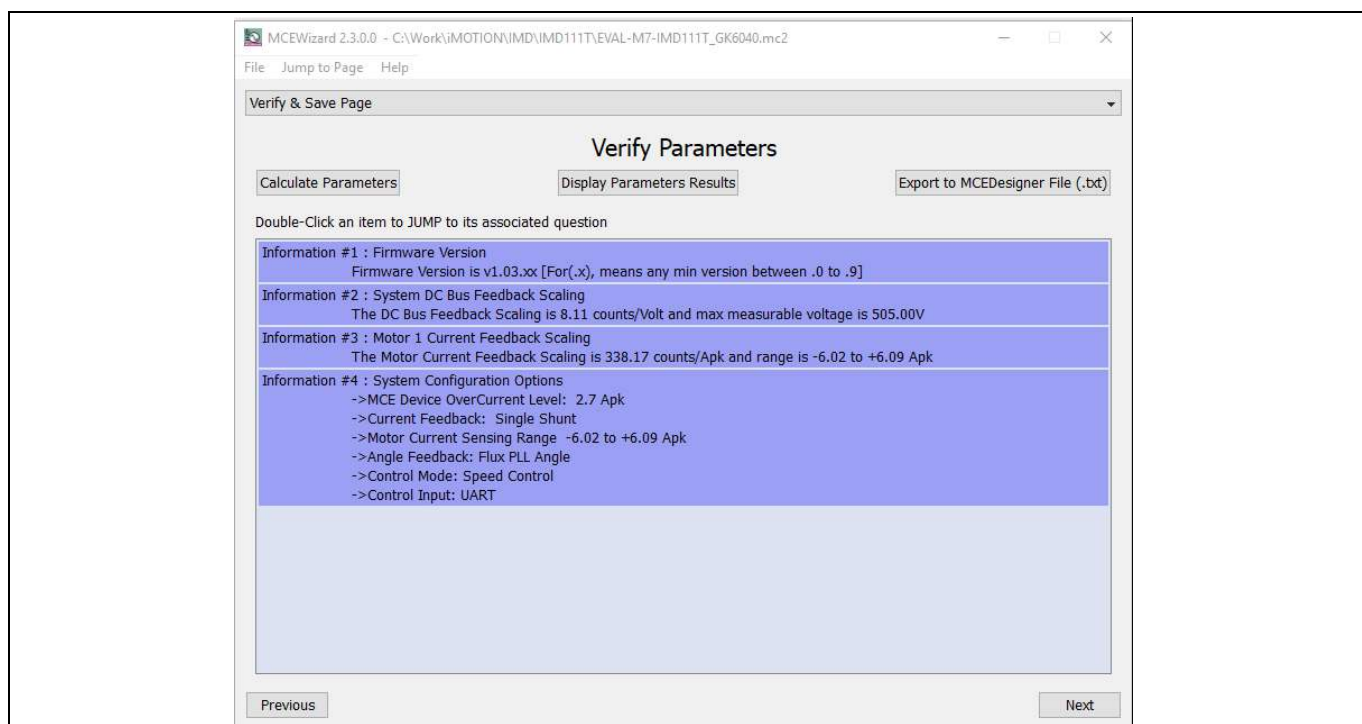 MCEWizard 2.3.0.0 - C:\Work\iMOTION\IMD\IMD111T\EVAL-M7-IMD111T_GK6040.mc2
File Jump to Page Help
Verify & Save Page
Verify Parameters
Calculate Parameters Display Parameters Results Export to MCEDesigner File (.txt)
Double-Click an item to JUMP to its associated question
Information #1 : Firmware Version
Firmware Version is v1.03.xx [For(.x), means any min version between .0 to .9]
Information #2 : System DC Bus Feedback Scaling
The DC Bus Feedback Scaling is 8.11 counts/Volt and max measurable voltage is 505.00V
Information #3 : Motor 1 Current Feedback Scaling
The Motor Current Feedback Scaling is 338.17 counts/Apk and range is -6.02 to +6.09 Apk
Information #4 : System Configuration Options
->MCE Device OverCurrent Level: 2.7 Apk
->Current Feedback: Single Shunt
->Motor Current Sensing Range -6.02 to +6.09 Apk
->Angle Feedback: Flux PLL Angle
->Control Mode: Speed Control
->Control Input: UART
Previous Next